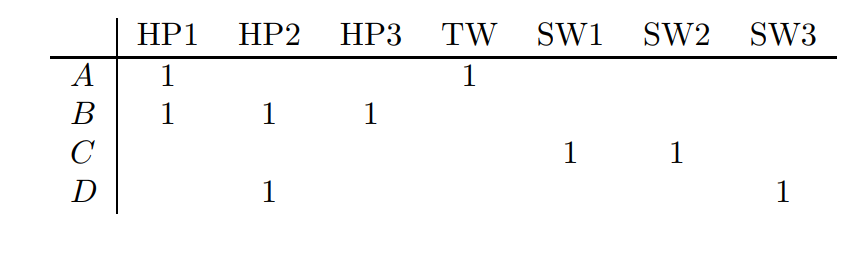 HP1 HP2 HP3 TW SW1 SW2 SW3
A 1 1
B 1 1 1
C 1 1
D 1 1